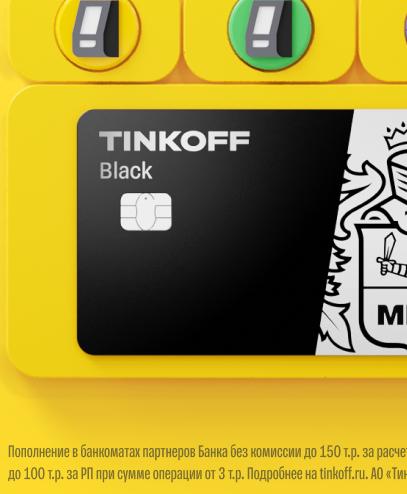 TINKOFF
Black
Пополнение в банкоматах партнеров Банка без комиссии до 150 т.р. за расче
до 100 т.р. за РП при сумме операции от 3 т.р. Подробнее на tinkoff.ru. АО «Тин